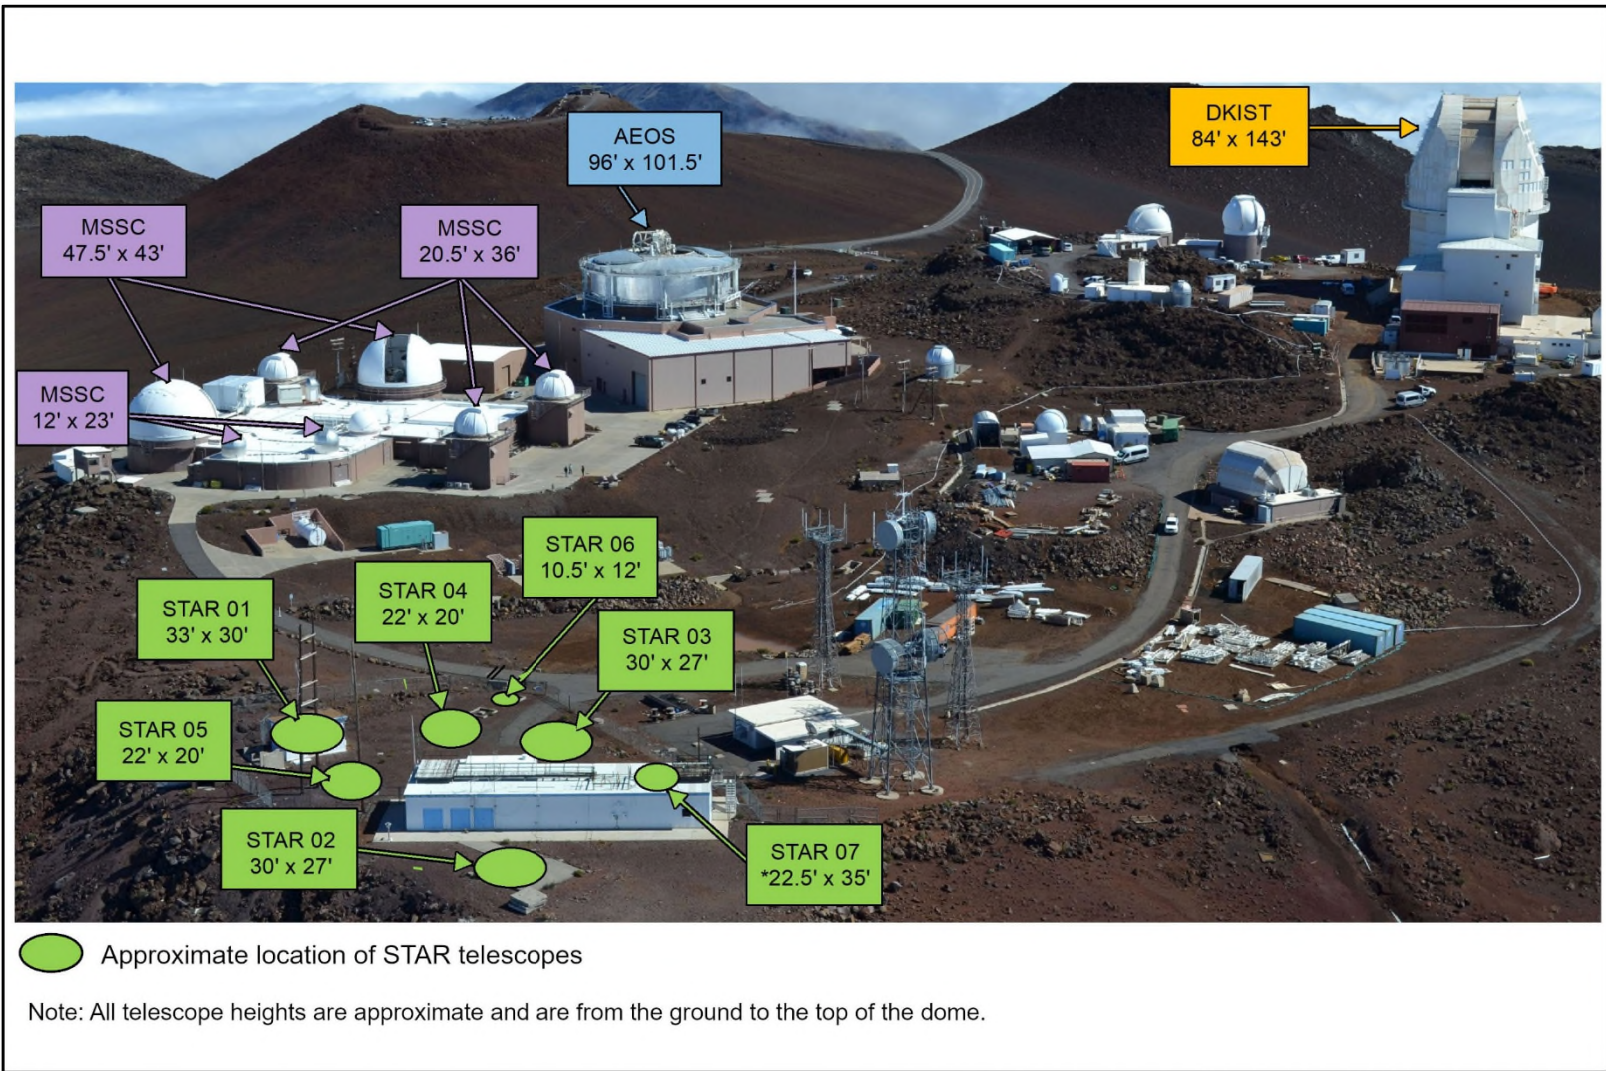 AEOS
96' x 101.5'
DKIST
84' x 143'
MSSC
47.5' x 43'
MSSC
20.5' x 36'
MSSC
12' x 23'
STAR 06
10.5' x 12'
STAR 04
22' x 20'
STAR 01
33' x 30'
STAR 03
30' x 27'
STAR 05
22' x 20'
STAR 02
30' x 27'
STAR 07
*22.5' x 35'
Approximate location of STAR telescopes
Note: All telescope heights are approximate and are from the ground to the top of the dome.